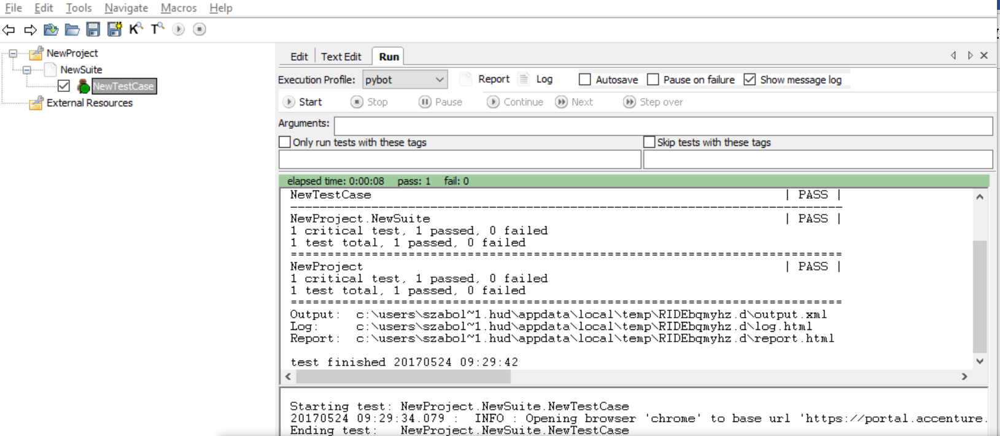 File Edit Tools Navigate Macros Help
K T
NewProject
NewSuite
NewTestCase
External Resources
Edit Text Edit Run
Execution Profile: pybot Report Log Autosave Pause on failure Show message log
Start Stop Pause Continue Next Step over
Arguments:
Only run tests with these tags Skip tests with these tags
elapsed time: 0:00:08 pass: 1 fail: 0
NewTestCase | PASS |
------------------------------------------------------------------------------
NewProject.NewSuite | PASS |
1 critical test, 1 passed, 0 failed
1 test total, 1 passed, 0 failed
==============================================================================
NewProject | PASS |
1 critical test, 1 passed, 0 failed
1 test total, 1 passed, 0 failed
==============================================================================
Output: c:\users\szabol~1.hud\appdata\local\temp\RIDEbqmyhz.d\output.xml
Log: c:\users\szabol~1.hud\appdata\local\temp\RIDEbqmyhz.d\log.html
Report: c:\users\szabol~1.hud\appdata\local\temp\RIDEbqmyhz.d\report.html
test finished 20170524 09:29:42
Starting test: NewProject.NewSuite.NewTestCase
20170524 09:29:34.079 : INFO : Opening browser 'chrome' to base url 'https://portal.accenture.
Ending test: NewProject.NewSuite.NewTestCase